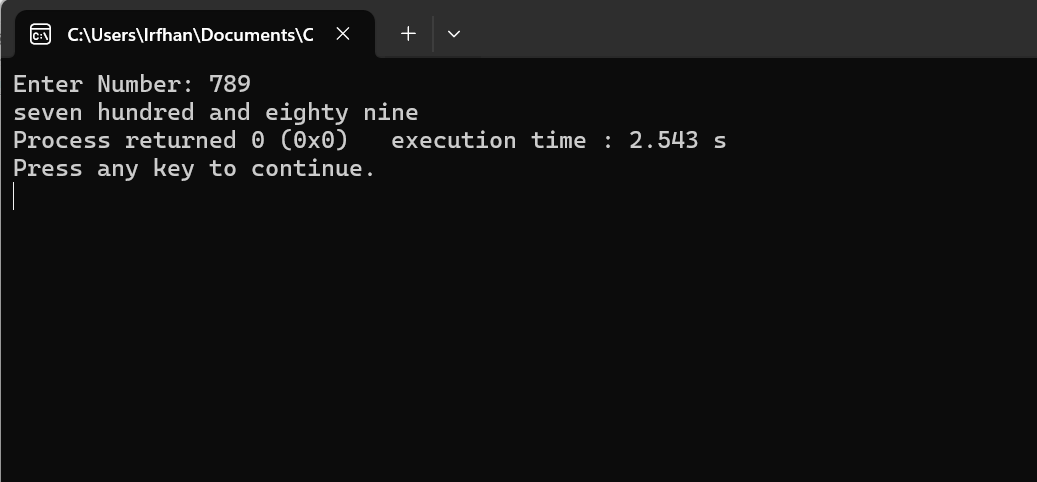 C:\Users\Irfhan\Documents\C
Enter Number: 789
seven hundred and eighty nine
Process returned 0 (0x0)   execution time : 2.543 s
Press any key to continue.